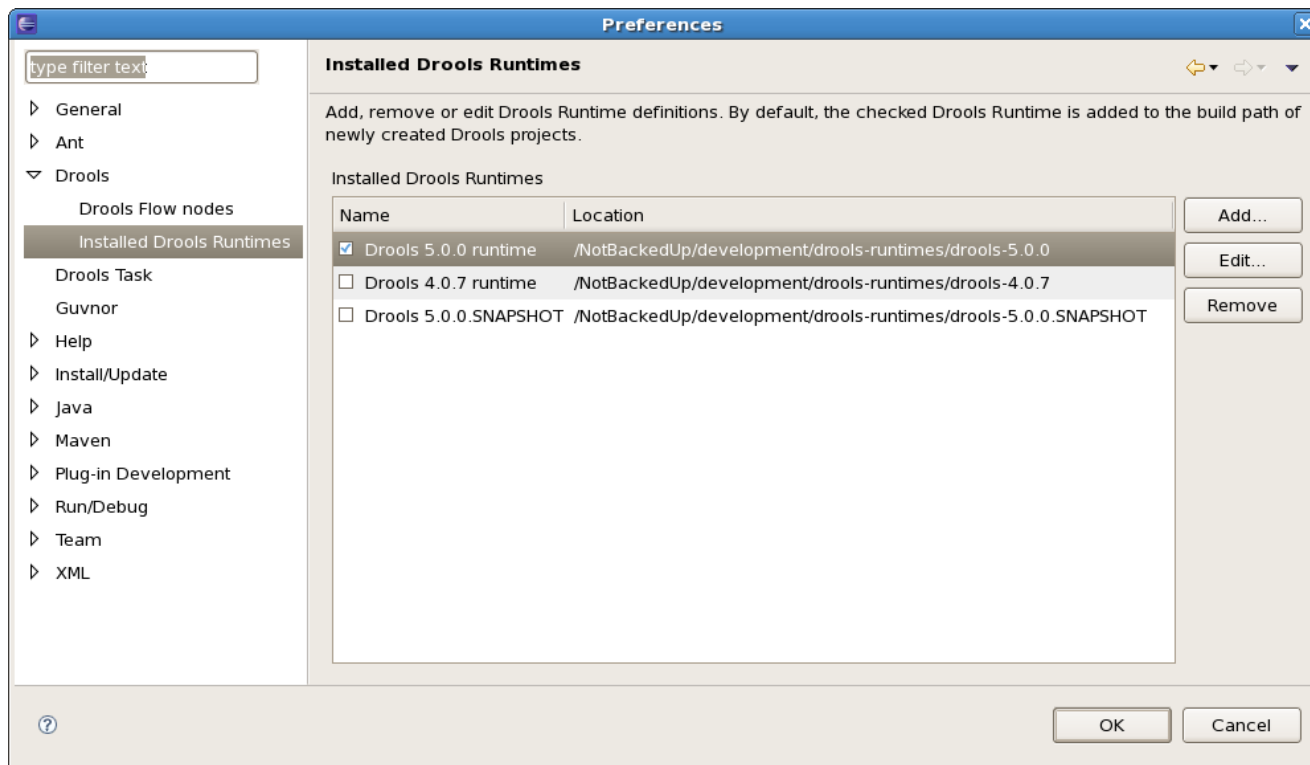 Preferences
type filter text
General
Ant
Drools
Drools Flow nodes
Installed Drools Runtimes
Drools Task
Guvnor
Help
Install/Update
Java
Maven
Plug-in Development
Run/Debug
Team
XML
Installed Drools Runtimes
Add, remove or edit Drools Runtime definitions. By default, the checked Drools Runtime is added to the build path of
newly created Drools projects.
Installed Drools Runtimes
Name Location
Drools 5.0.0 runtime /NotBackedUp/development/drools-runtimes/drools-5.0.0
Drools 4.0.7 runtime /NotBackedUp/development/drools-runtimes/drools-4.0.7
Drools 5.0.0.SNAPSHOT /NotBackedUp/development/drools-runtimes/drools-5.0.0.SNAPSHOT
Add...
Edit...
Remove
OK
Cancel